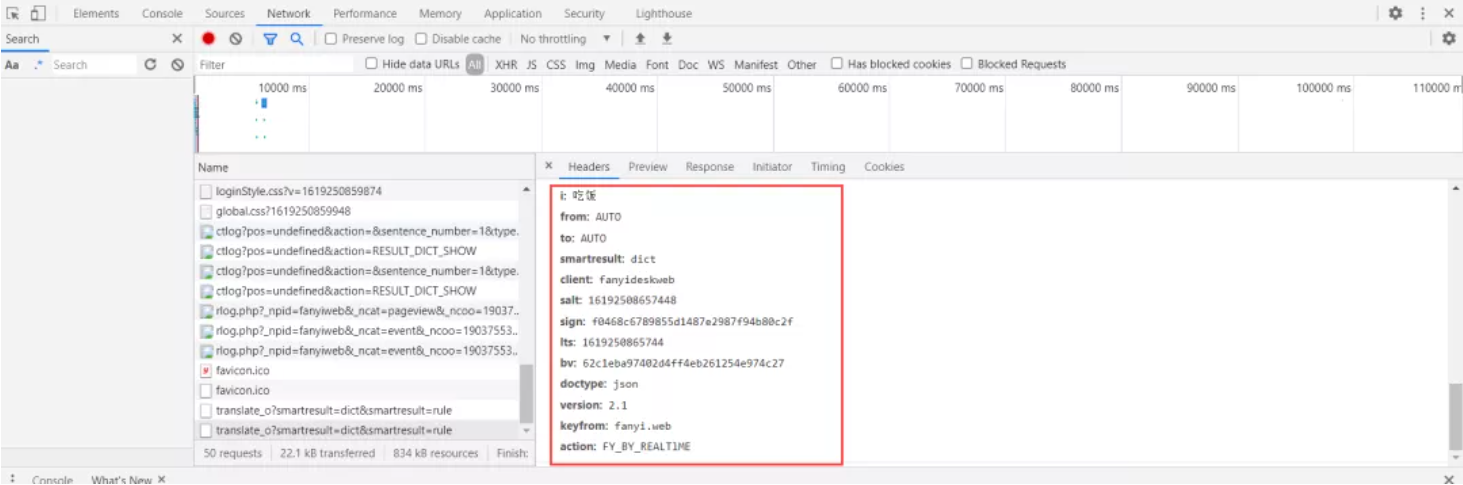 Elements Console Sources Network Performance Memory Application Security Lighthouse
Search
Preserve log Disable cache No throttling
Aa .* Search
Filter Hide data URLs All XHR JS CSS Img Media Font Doc WS Manifest Other Has blocked cookies Blocked Requests
10000 ms 20000 ms 30000 ms 40000 ms 50000 ms 60000 ms 70000 ms 80000 ms 90000 ms 100000 ms 110000 m
Name
loginStyle.css?v=1619250859874
global.css?1619250859948
ctlog?pos=undefined&action=&sentence_number=1&type.
ctlog?pos=undefined&action=RESULT_DICT_SHOW
ctlog?pos=undefined&action=&sentence_number=1&type.
ctlog?pos=undefined&action=RESULT_DICT_SHOW
rlog.php?_npid=fanyiweb&_ncat=pageview&_ncoo=19037...
rlog.php?_npid=fanyiweb&_ncat=event&_ncoo=19037553...
rlog.php?_npid=fanyiweb&_ncat=event&_ncoo=19037553...
favicon.ico
favicon.ico
translate_o?smartresult=dict&smartresult=rule
translate_o?smartresult=dict&smartresult=rule
50 requests 22.1 kB transferred 834 kB resources Finish:
Headers Preview Response Initiator Timing Cookies
i: 吃饭
from: AUTO
to: AUTO
smartresult: dict
client: fanyideskweb
salt: 16192508657448
sign: f0468c6789855d1487e2987f94b80c2f
lts: 1619250865744
bv: 62c1eba97402d4ff4eb261254e974c27
doctype: json
version: 2.1
keyfrom: fanyi.web
action: FY_BY_REALTlME
Console What's New